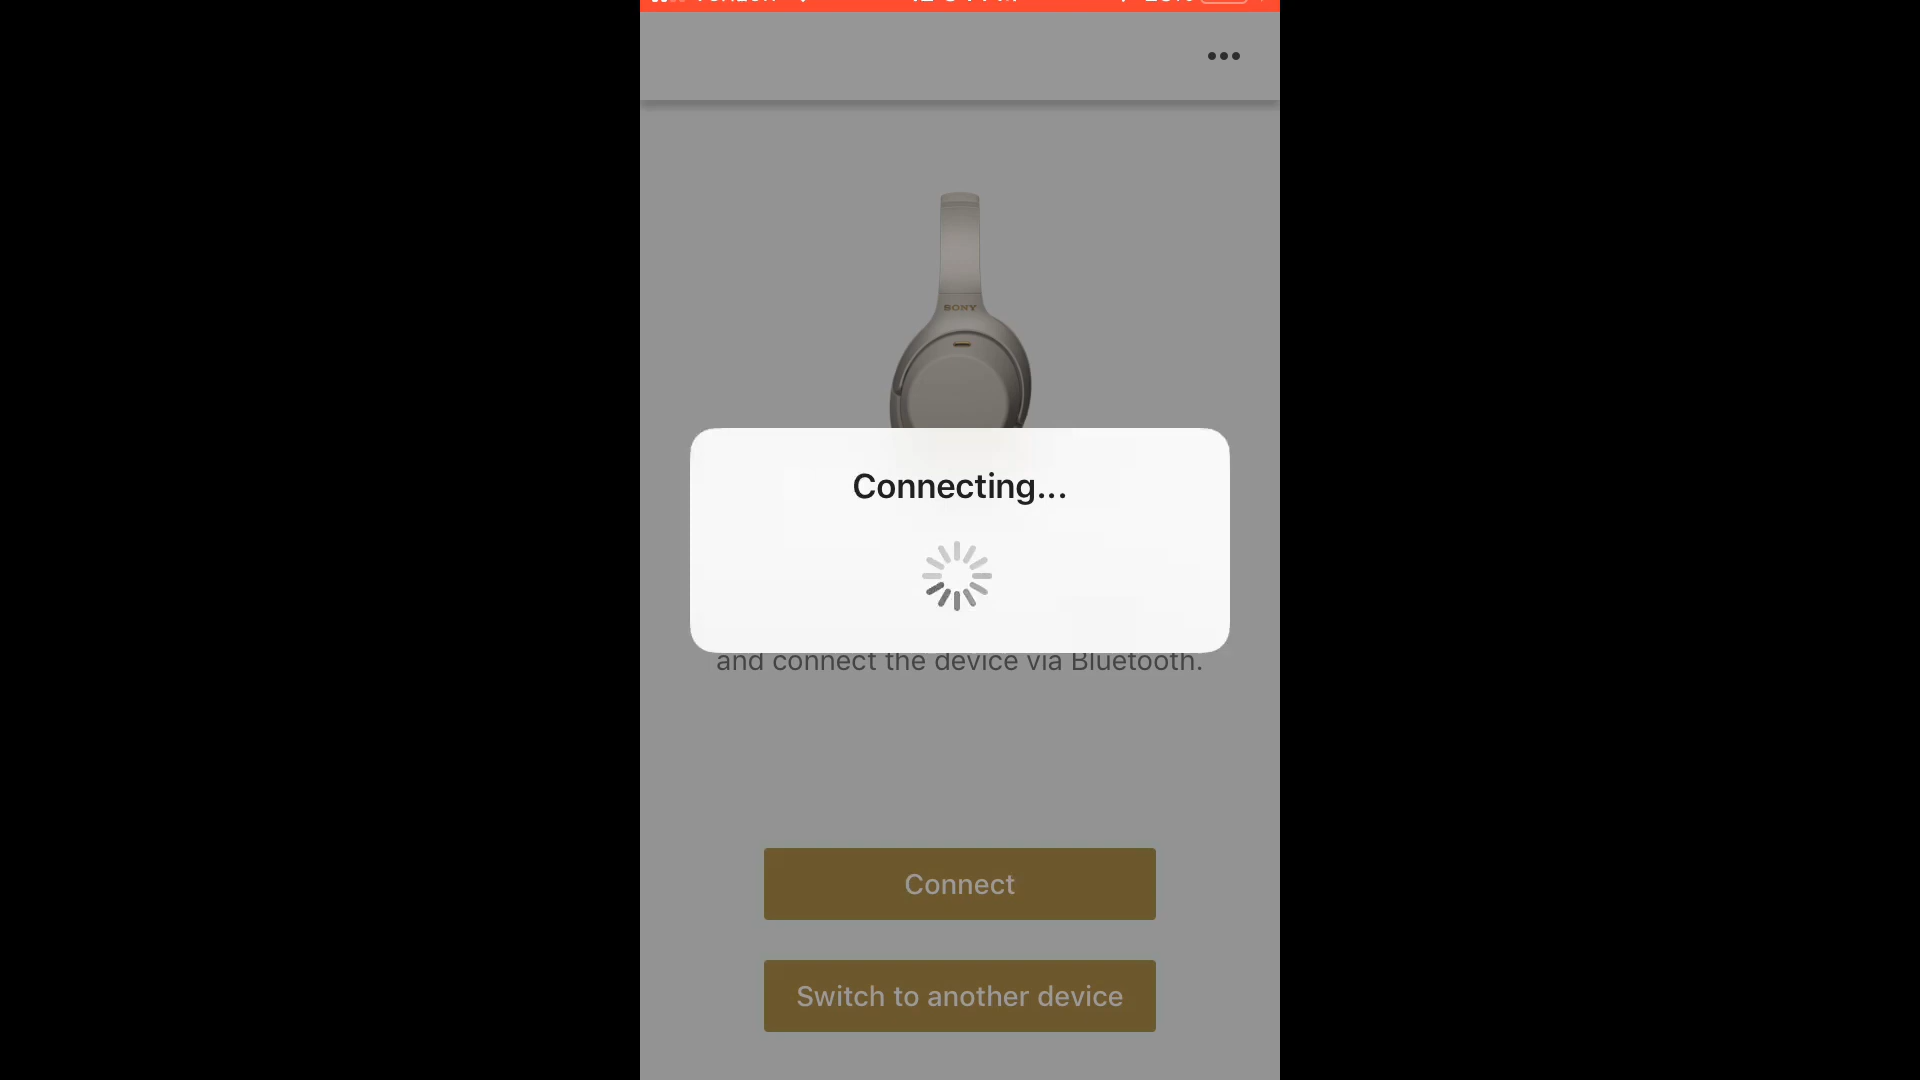 SONY
Connecting...
and connect the device via Bluetooth.
Connect
Switch to another device